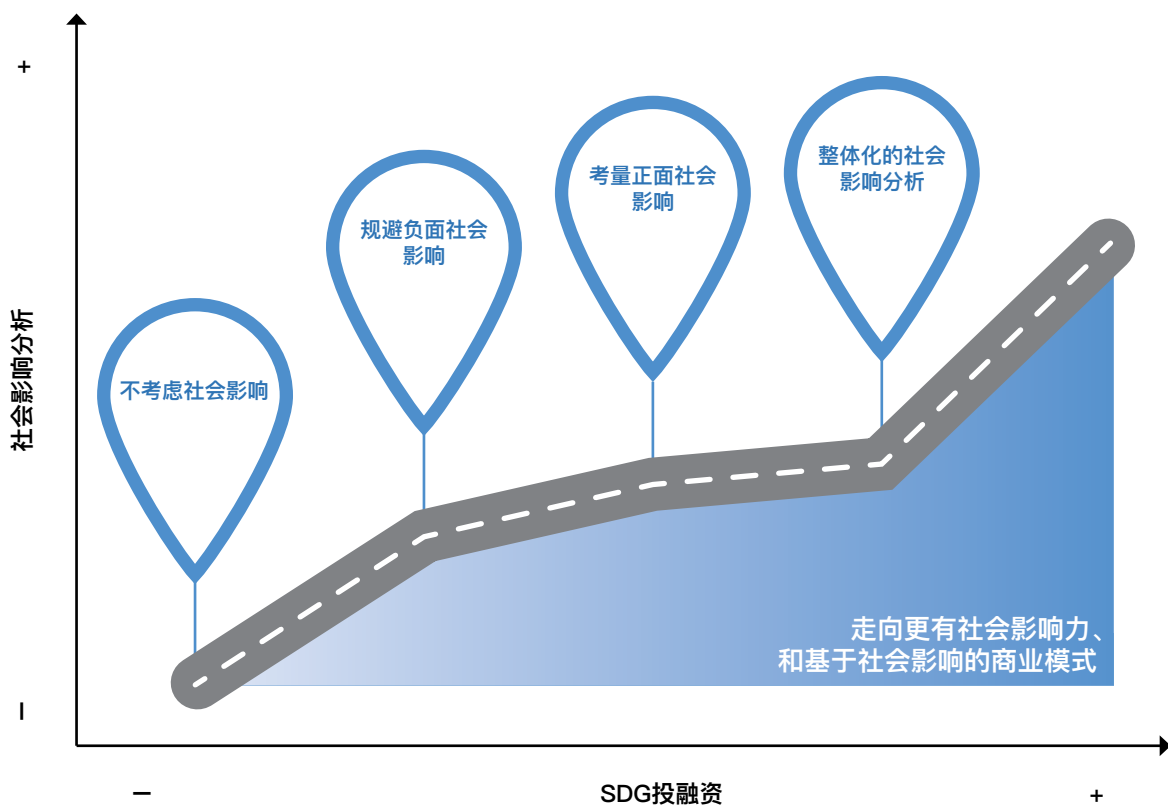 +
整体化的社会
影响分析
考量正面社会
影响
规避负面社会
影响
不考虑社会影响
社会影响分析
走向更有社会影响力、
和基于社会影响的商业模式
–
–
SDG投融资
+